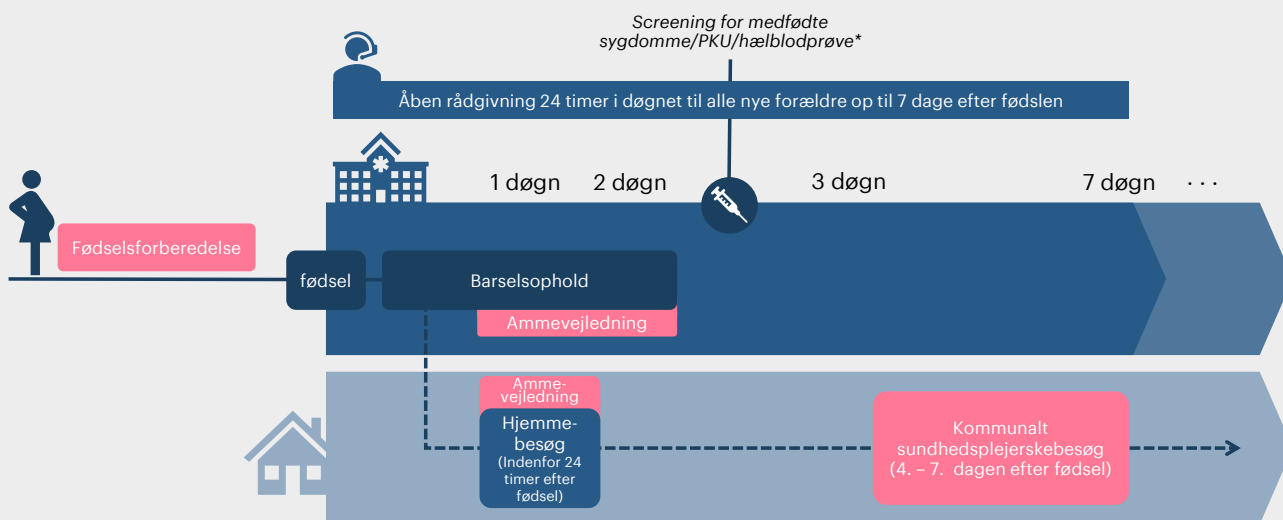 Screening for medfødte
sygdomme/PKU/hælblodprøve*
Åben rådgivning 24 timer i døgnet til alle nye forældre op til 7 dage efter fødslen
1 døgn 2 døgn 3 døgn 7 døgn ...
Fødselsforberedelse
fødsel
Barselsophold
Ammevejledning
Amme-
vejledning
Hjemme-
besøg
(Indenfor 24
timer efter
fødsel)
Kommunalt
sundhedsplejerskebesøg
(4. – 7. dagen efter fødsel)